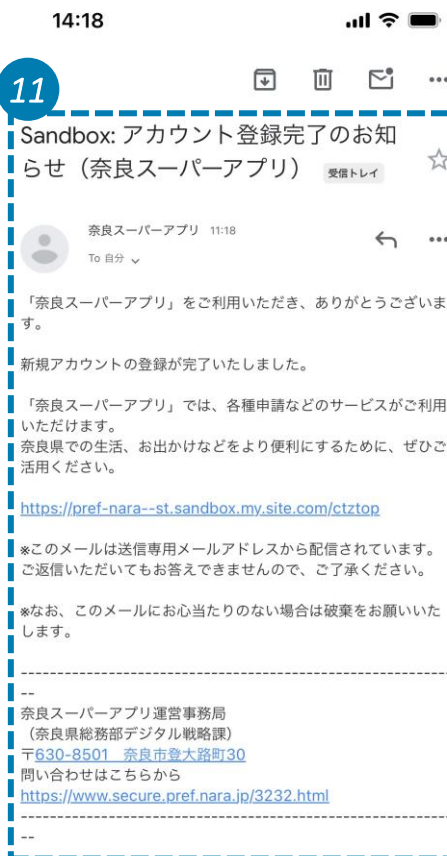 14:18
11
Sandbox: アカウント登録完了のお知
らせ（奈良スーパーアプリ） 受信トレイ
奈良スーパーアプリ 11:18
To 自分
「奈良スーパーアプリ」をご利用いただき、ありがとうございま
す。
新規アカウントの登録が完了いたしました。
「奈良スーパーアプリ」では、各種申請などのサービスがご利用
いただけます。
奈良県での生活、お出かけなどをより便利にするために、ぜひご
活用ください。
https://pref-nara--st.sandbox.my.site.com/ctztop
※このメールは送信専用メールアドレスから配信されています。
ご返信いただいてもお答えできませんので、ご了承ください。
※なお、このメールにお心当たりのない場合は破棄をお願いいた
します。
------------------------------------------------------------
--
奈良スーパーアプリ運営事務局
（奈良県総務部デジタル戦略課）
〒630-8501　奈良市登大路町30
問い合わせはこちらから
https://www.secure.pref.nara.jp/3232.html
------------------------------------------------------------
--